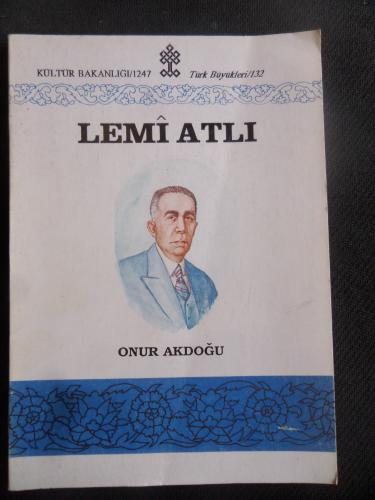 KÜLTÜR BAKANLIĞI/1247 Türk Büyükleri/132
LEMÎ ATLI
ONUR AKDOĞU